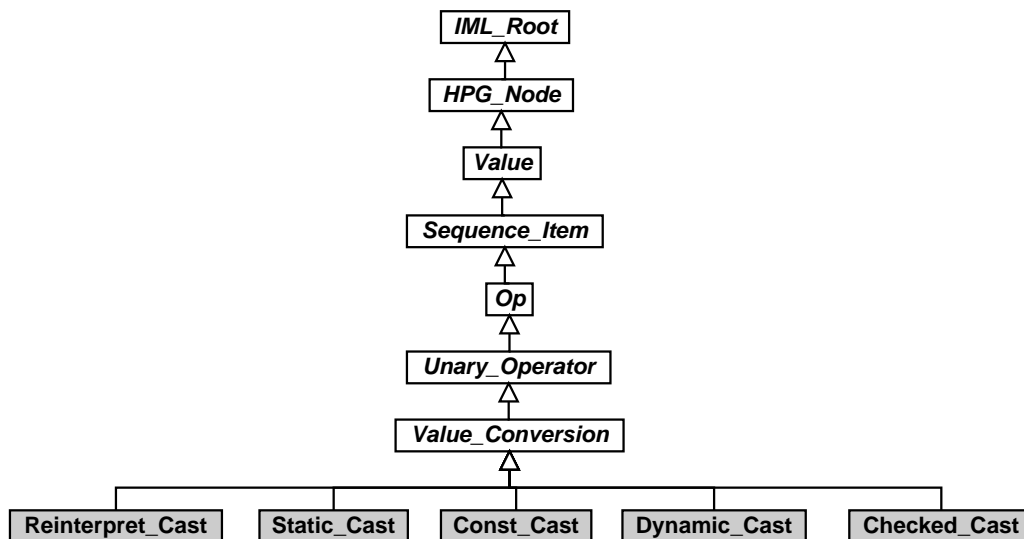 IML_Root
HPG_Node
Value
Sequence_Item
Op
Unary_Operator
Value_Conversion
Reinterpret_Cast Static_Cast Const_Cast Dynamic_Cast Checked_Cast